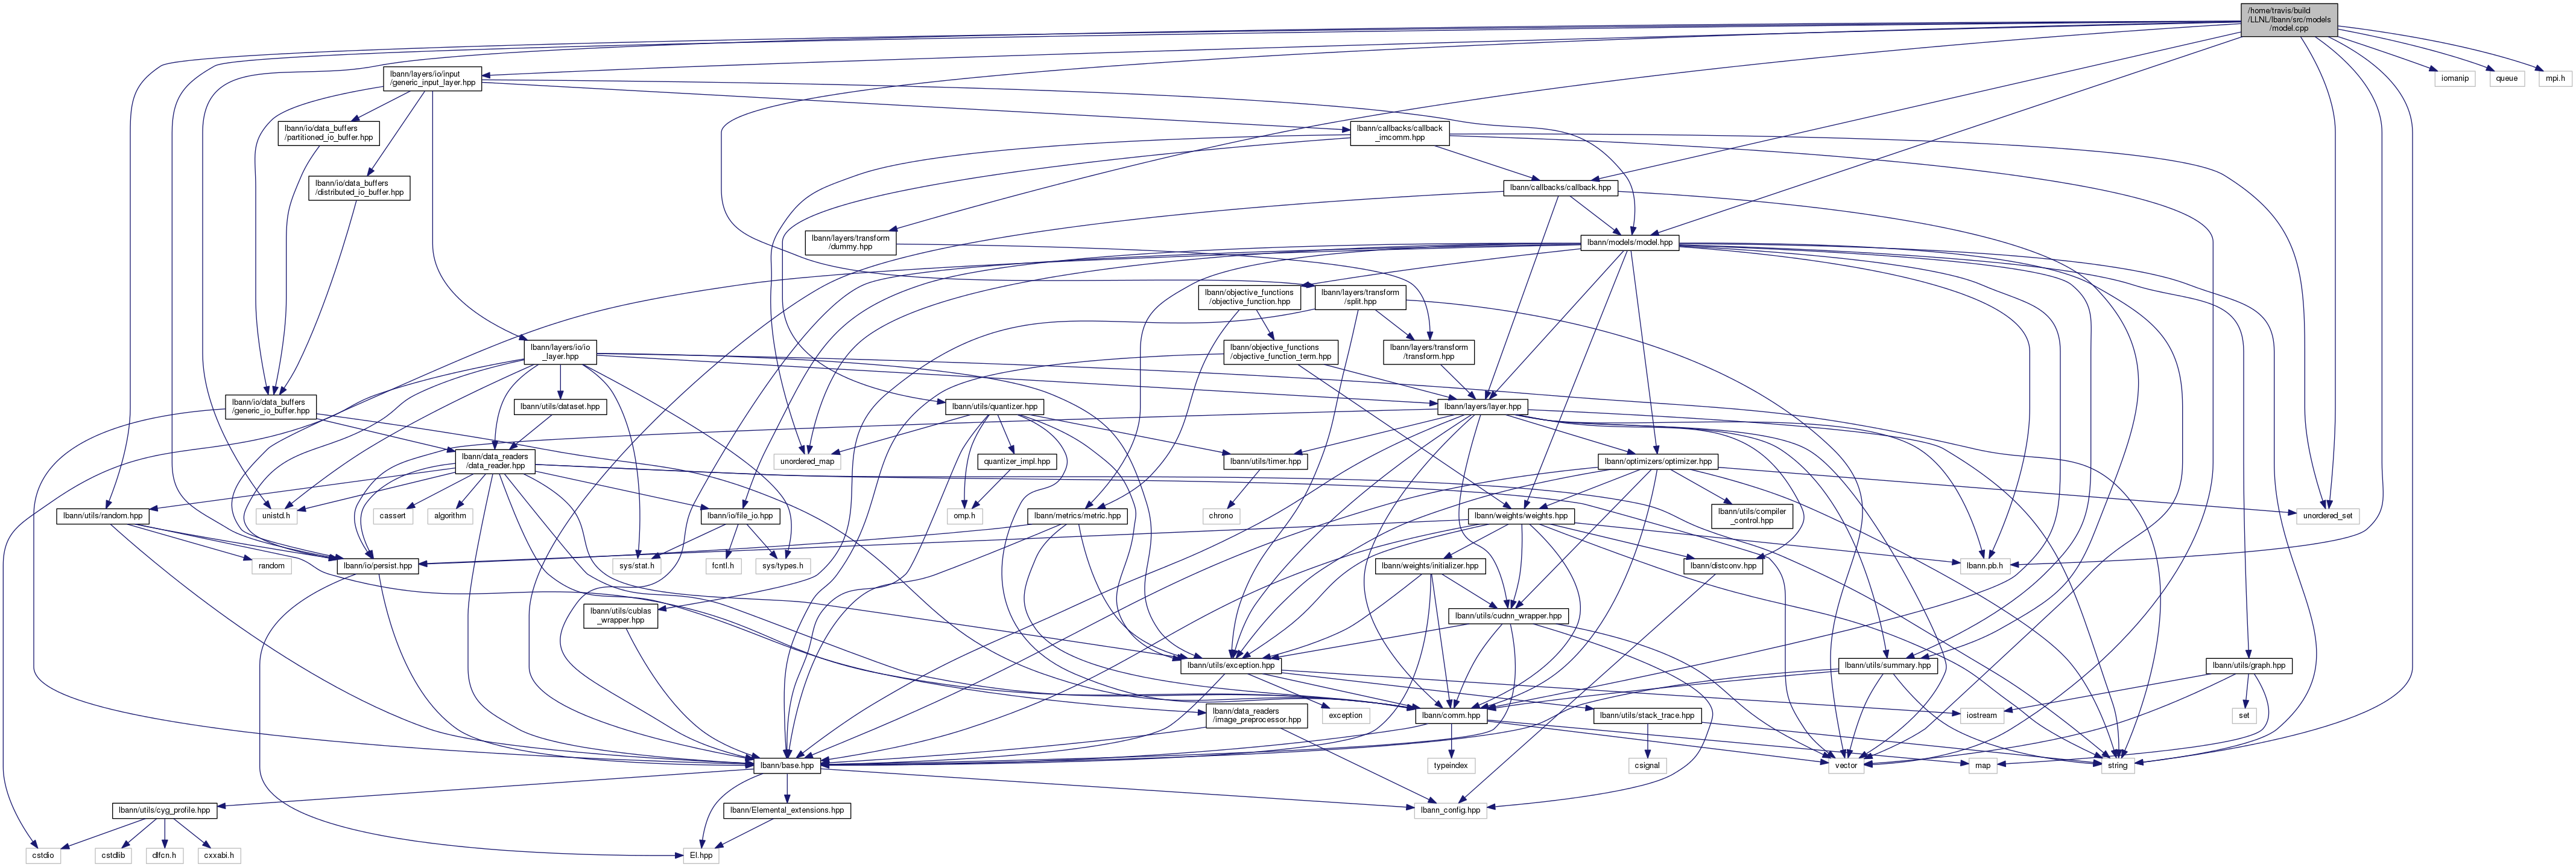 /home/travis/build
/LLNL/lbann/src/models
/model.cpp
lbann/layers/io/input
/generic_input_layer.hpp
iomanip
queue
mpi.h
lbann/io/data_buffers
/partitioned_io_buffer.hpp
lbann/callbacks/callback
_imcomm.hpp
lbann/io/data_buffers
/distributed_io_buffer.hpp
lbann/callbacks/callback.hpp
lbann/layers/transform
/dummy.hpp
lbann/models/model.hpp
lbann/objective_functions
/objective_function.hpp
lbann/layers/transform
/split.hpp
lbann/layers/io/io
_layer.hpp
lbann/objective_functions
/objective_function_term.hpp
lbann/layers/transform
/transform.hpp
lbann/io/data_buffers
/generic_io_buffer.hpp
lbann/utils/dataset.hpp
lbann/utils/quantizer.hpp
lbann/layers/layer.hpp
lbann/data_readers
/data_reader.hpp
unordered_map
quantizer_impl.hpp
lbann/utils/timer.hpp
lbann/optimizers/optimizer.hpp
lbann/utils/random.hpp
unistd.h
cassert
algorithm
lbann/io/file_io.hpp
omp.h
lbann/metrics/metric.hpp
chrono
lbann/weights/weights.hpp
lbann/utils/compiler
_control.hpp
unordered_set
random
lbann/io/persist.hpp
sys/stat.h
fcntl.h
sys/types.h
lbann/weights/initializer.hpp
lbann/distconv.hpp
lbann.pb.h
lbann/utils/cublas
_wrapper.hpp
lbann/utils/cudnn_wrapper.hpp
lbann/utils/exception.hpp
lbann/utils/summary.hpp
lbann/utils/graph.hpp
lbann/data_readers
/image_preprocessor.hpp
exception
lbann/comm.hpp
lbann/utils/stack_trace.hpp
iostream
set
lbann/base.hpp
typeindex
csignal
vector
map
string
lbann/utils/cyg_profile.hpp
lbann/Elemental_extensions.hpp
lbann_config.hpp
cstdio
cstdlib
dlfcn.h
cxxabi.h
El.hpp